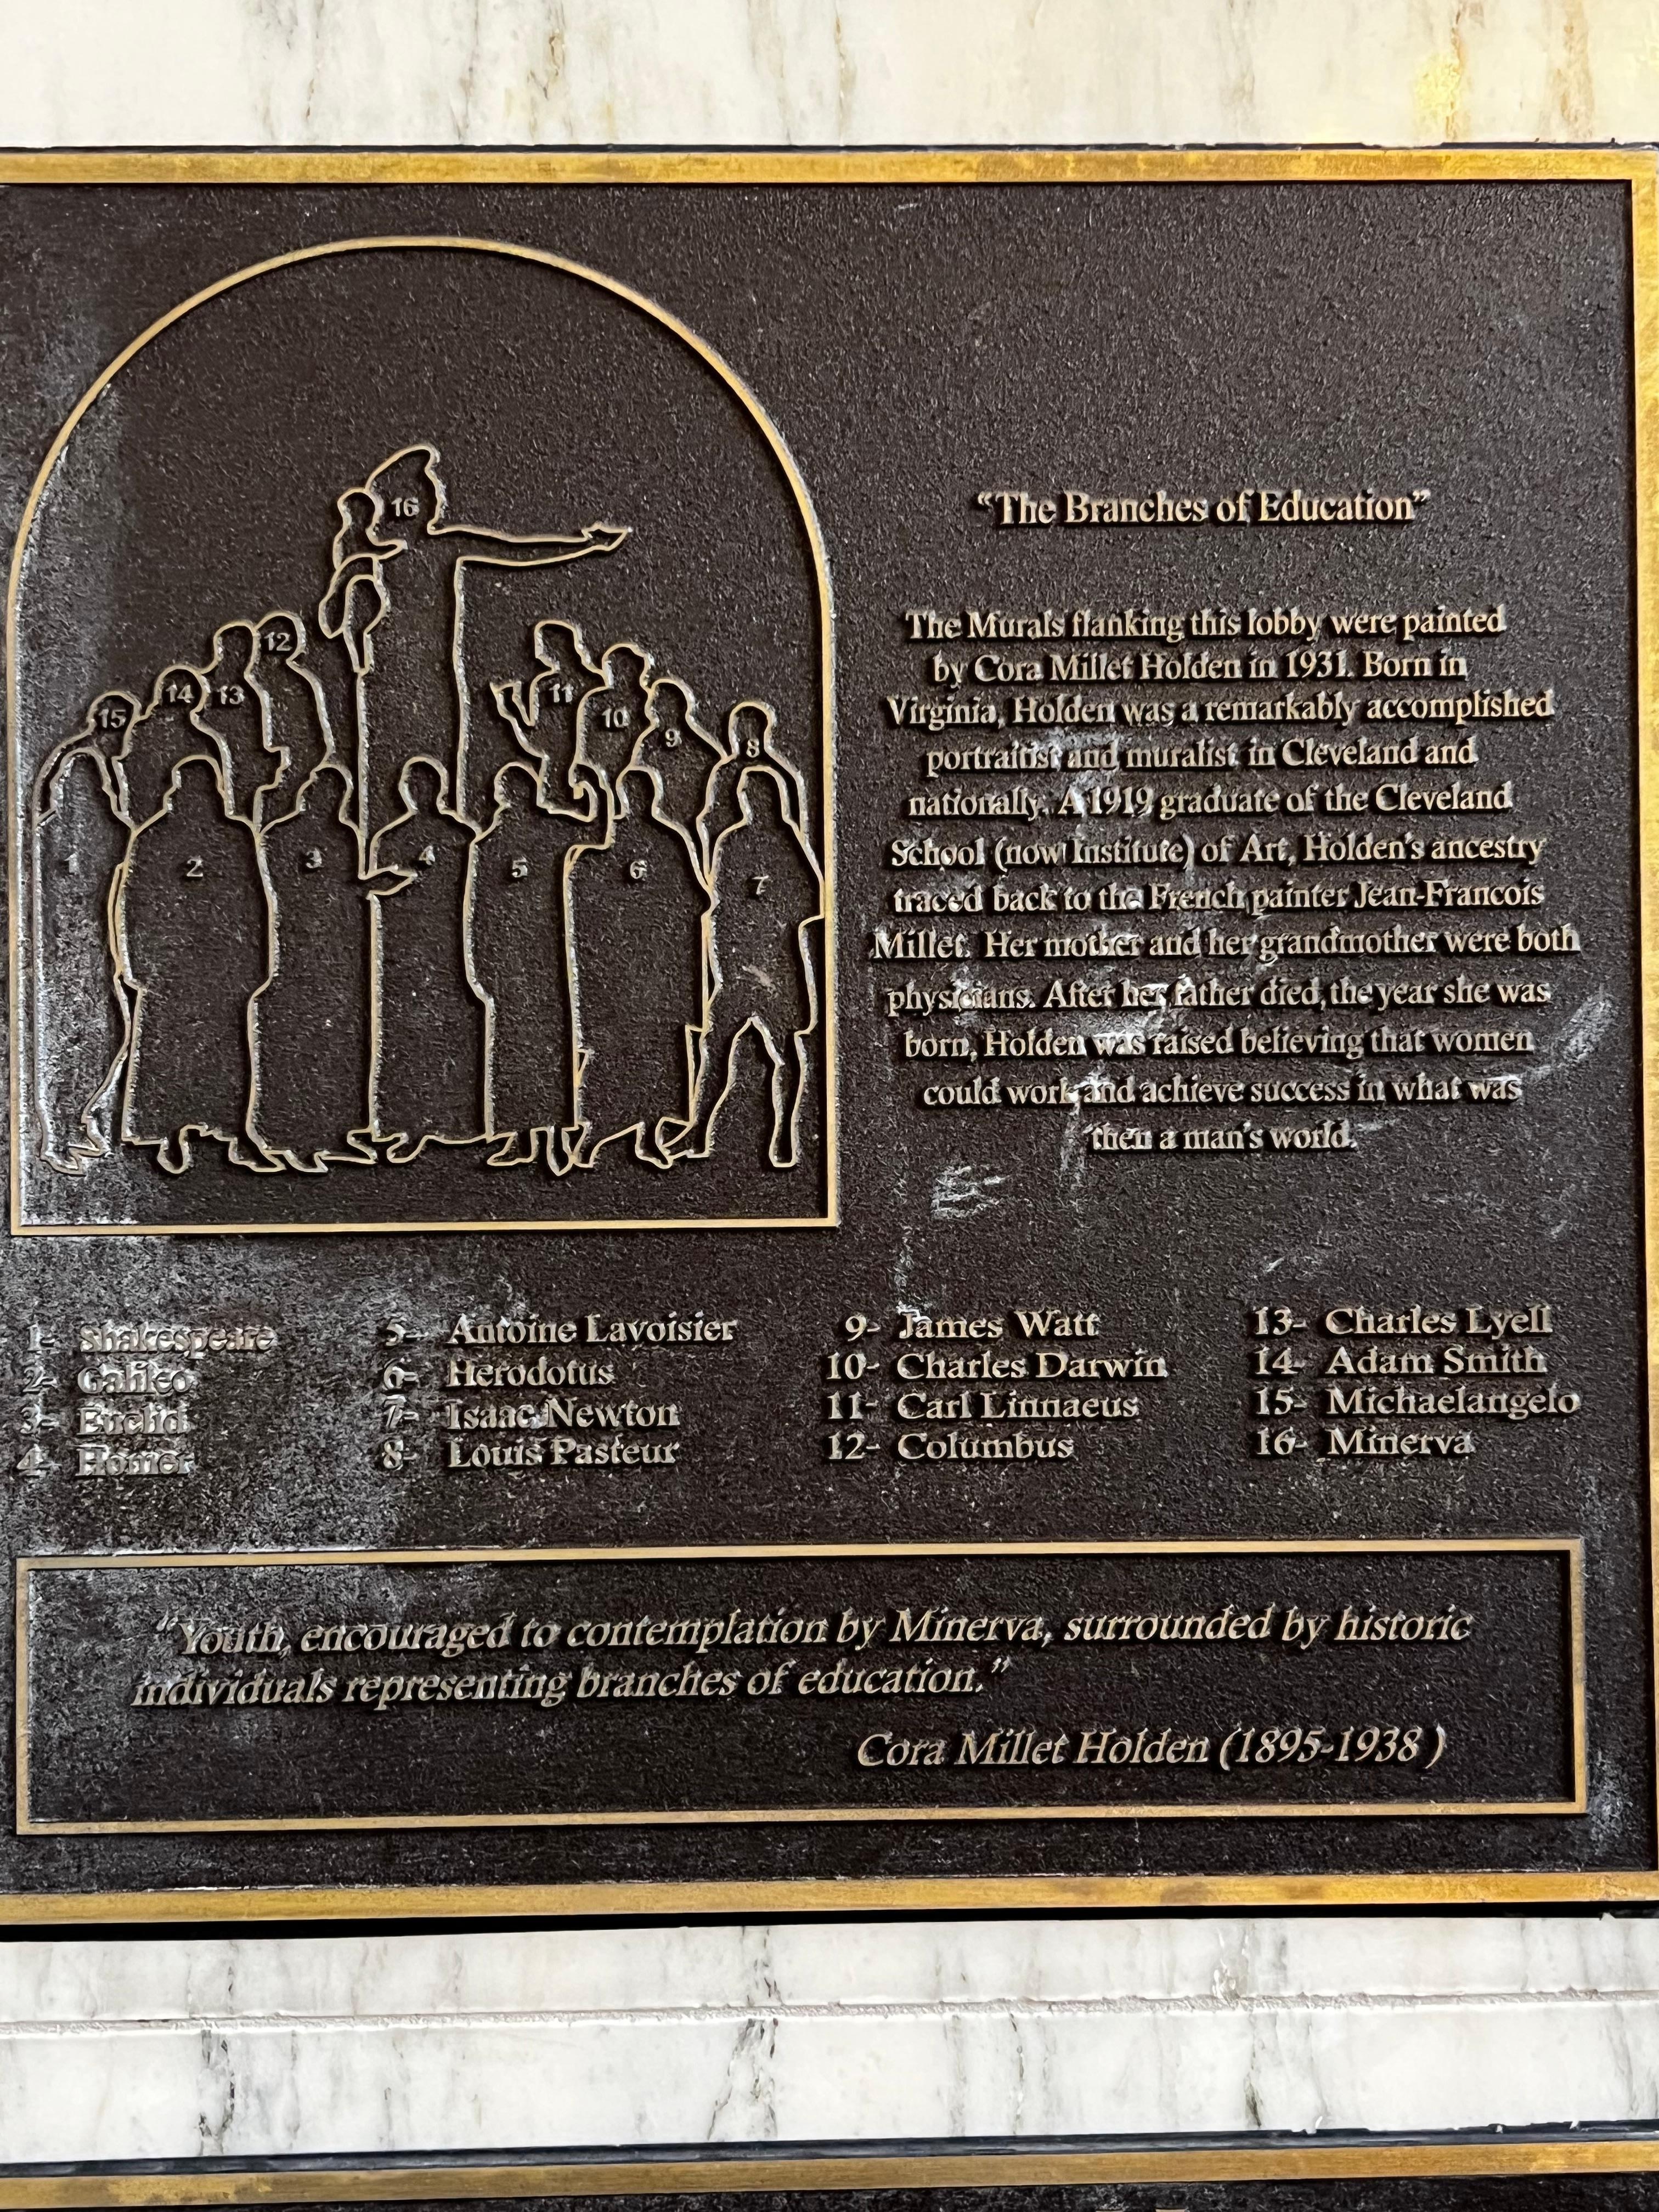 16
12
11
14
13
10
15
9
8
1
2
3
4
5
6
7
“The Branches of Education”
The Murals flanking this lobby were painted
by Cora Millet Holden in 1931. Born in
Virginia, Holden was a remarkably accomplished
portraitist and muralist in Cleveland and
nationally. A 1919 graduate of the Cleveland
School (now Institute) of Art, Holden's ancestry
traced back to the French painter Jean-Francois
Millet. Her mother and her grandmother were both
physicians. After her father died, the year she was
born, Holden was raised believing that women
could work and achieve success in what was
then a man's world.
1- Shakespeare
2- Galileo
3- Euclid
4- Homer
5- Antoine Lavoisier
6- Herodotus
7- Isaac Newton
8- Louis Pasteur
9- James Watt
10- Charles Darwin
11- Carl Linnaeus
12- Columbus
13- Charles Lyell
14- Adam Smith
15- Michaelangelo
16- Minerva
“Youth, encouraged to contemplation by Minerva, surrounded by historic
individuals representing branches of education.”
Cora Millet Holden (1895-1938 )